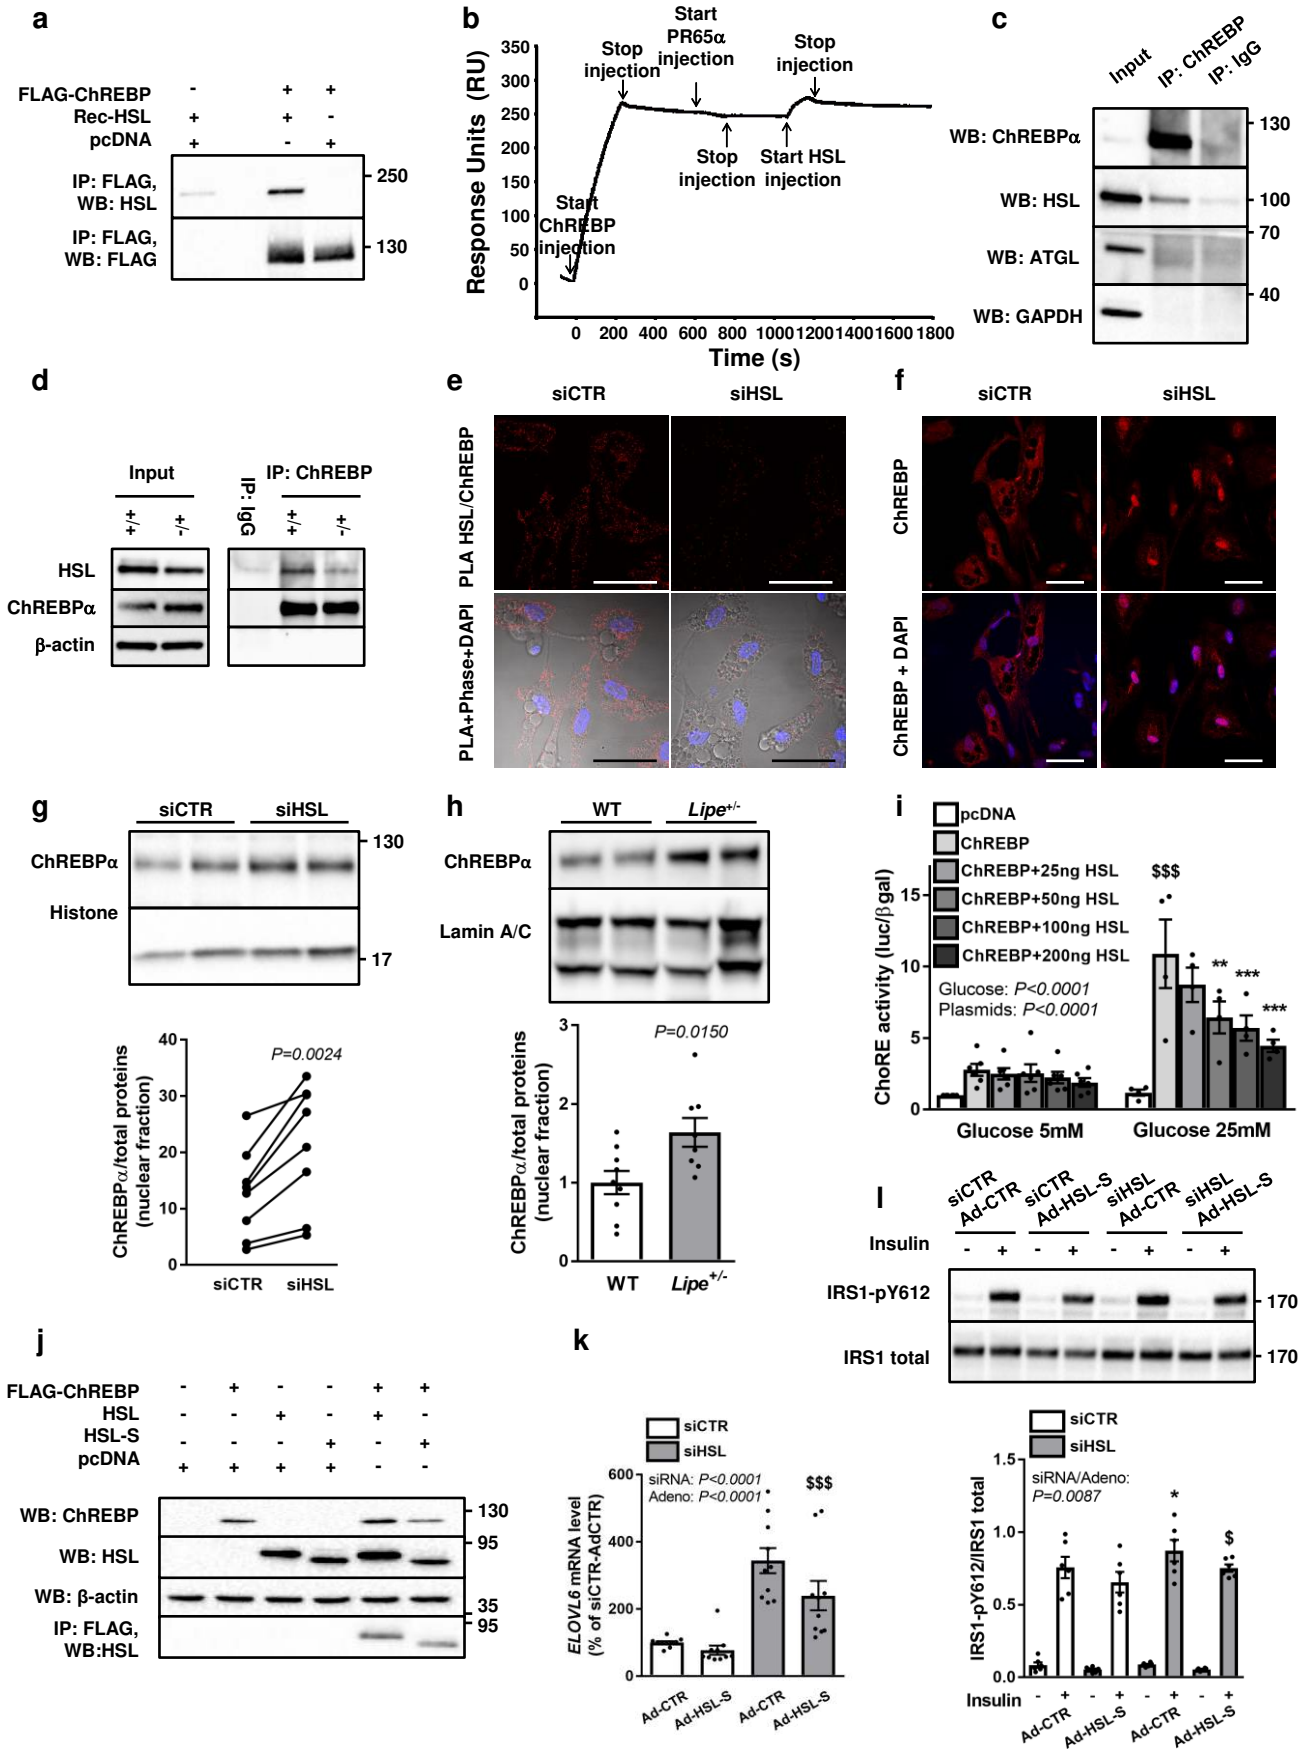 a
FLAG-ChREBP - + +
Rec-HSL + + -
pcDNA + - +
IP: FLAG,
WB: HSL
250
IP: FLAG,
WB: FLAG
130
b
Response Units (RU)
350
300
250
200
150
100
50
0
Start
ChREBP
injection
Stop
injection
Start
PR65α
injection
Stop
injection
Start HSL
injection
Stop
injection
0 200 400 600 800 1000 1200 1400 1600 1800
Time (s)
c
Input
IP: ChREBP
IP: IgG
WB: ChREBPα
130
WB: HSL
100
70
WB: ATGL
40
WB: GAPDH
d
Input
IP: IgG
IP: ChREBP
+/+
+/-
+/+
+/-
HSL
ChREBPα
β-actin
e
siCTR siHSL
PLA HSL/ChREBP
PLA+Phase+DAPI
f
siCTR siHSL
ChREBP
ChREBP + DAPI
g
siCTR siHSL
ChREBPα
130
Histone
17
ChREBPα/total proteins
(nuclear fraction)
40
30
20
10
0
P=0.0024
siCTR siHSL
h
WT Lipe+/-
ChREBPα
Lamin A/C
ChREBPα/total proteins
(nuclear fraction)
3
2
1
0
P=0.0150
WT Lipe+/-
i
pcDNA
ChREBP
ChREBP+25ng HSL
ChREBP+50ng HSL
ChREBP+100ng HSL
ChREBP+200ng HSL
Glucose: P<0.0001
Plasmids: P<0.0001
ChoRE activity (luc/βgal)
15
10
5
0
$$$
**
***
***
Glucose 5mM Glucose 25mM
j
FLAG-ChREBP - + - - + +
HSL - - + - + -
HSL-S - - - + - +
pcDNA + + + + - -
WB: ChREBP
130
95
WB: HSL
WB: β-actin
35
95
IP: FLAG,
WB:HSL
k
siCTR
siHSL
siRNA: P<0.0001
Adeno: P<0.0001
$$$
ELOVL6 mRNA level
(% of siCTR-AdCTR)
600
400
200
0
Ad-CTR Ad-HSL-S Ad-CTR Ad-HSL-S
l
siCTR
Ad-CTR
siCTR
Ad-HSL-S
siHSL
Ad-CTR
siHSL
Ad-HSL-S
Insulin - + - + - + - +
IRS1-pY612
170
IRS1 total
170
siCTR
siHSL
siRNA/Adeno:
P=0.0087
*
$
IRS1-pY612/IRS1 total
1.5
1.0
0.5
0.0
Insulin - + - + - + - +
Ad-CTR Ad-HSL-S Ad-CTR Ad-HSL-S